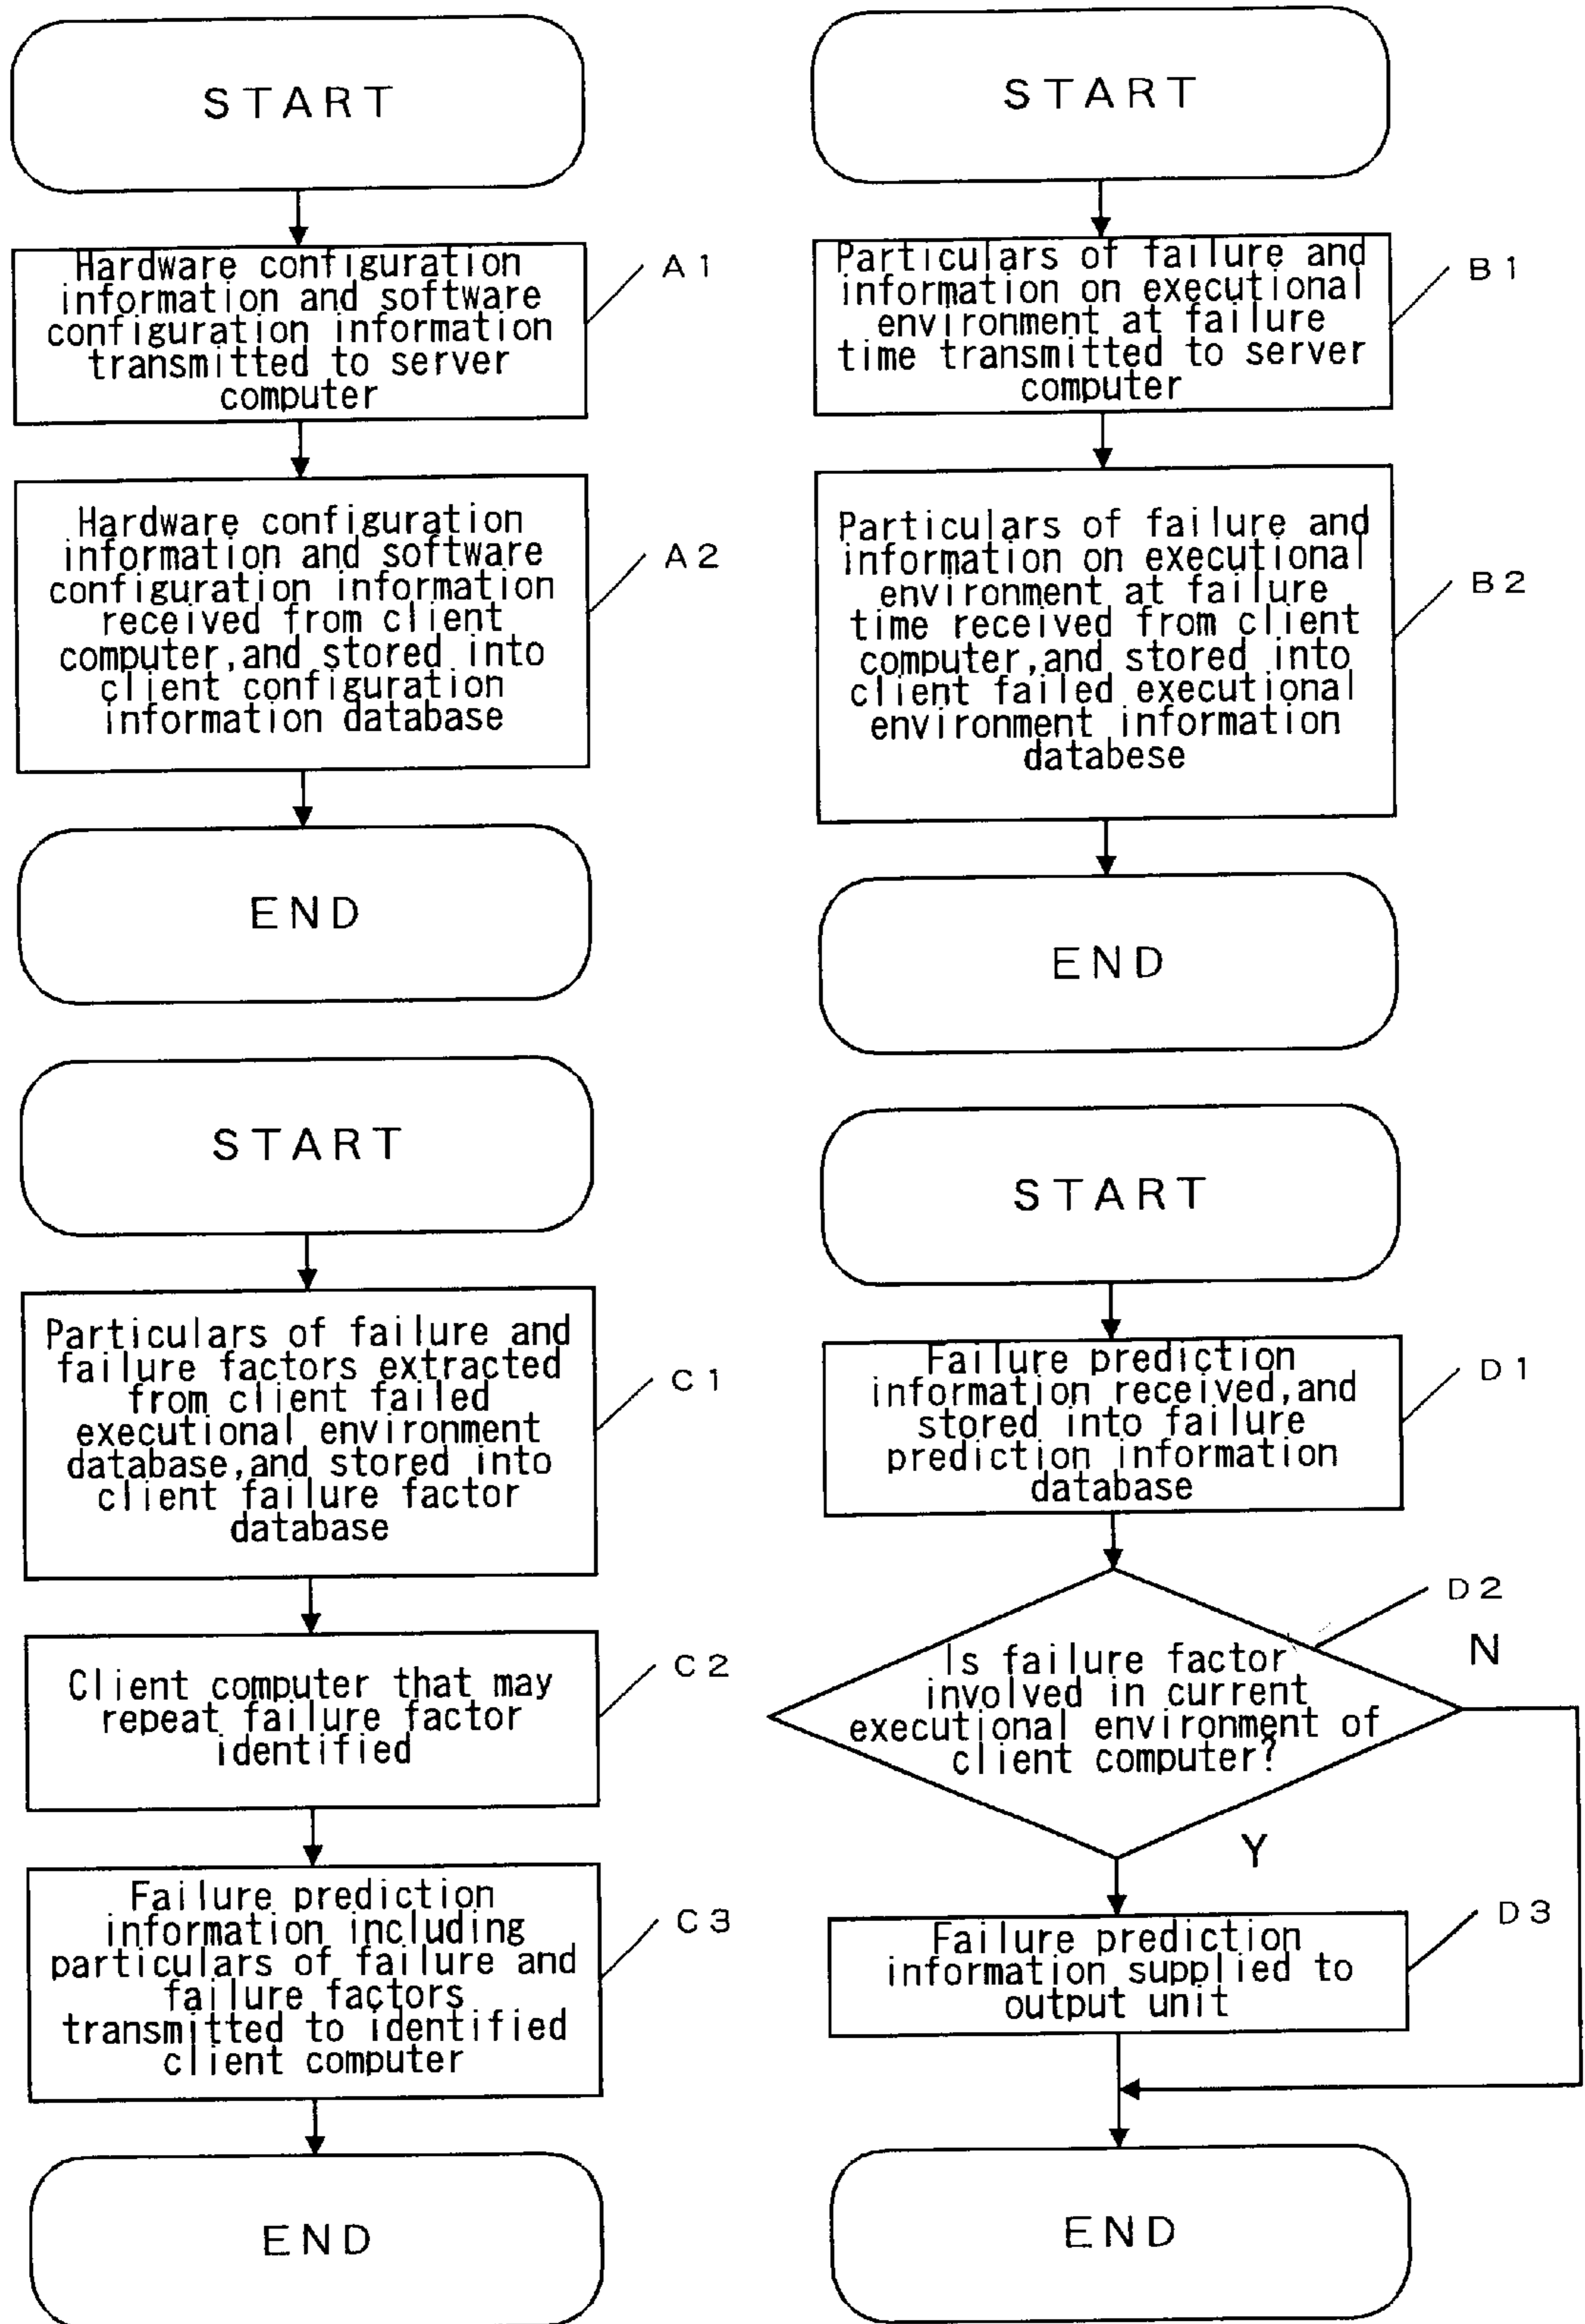 START
Hardware configuration
information and software
configuration information
transmitted to server
computer
A1
Hardware configuration
information and software
configuration information
received from client
computer,and stored into
client configuration
information database
A2
END
START
Particulars of failure and
information on executional
environment at failure
time transmitted to server
computer
B1
Particulars of failure and
information on executional
environment at failure
time received from client
computer,and stored into
client failed executional
environment information
databese
B2
END
START
Particulars of failure and
failure factors extracted
from client failed
executional environment
database,and stored into
client failure factor
database
C1
Client computer that may
repeat failure factor
identified
C2
Failure prediction
information including
particulars of failure and
failure factors
transmitted to identified
client computer
C3
END
START
Failure prediction
information received,and
stored into failure
prediction information
database
D1
Is failure factor
involved in current
executional environment of
client computer?
D2
N
Y
Failure prediction
information supplied to
output unit
D3
END